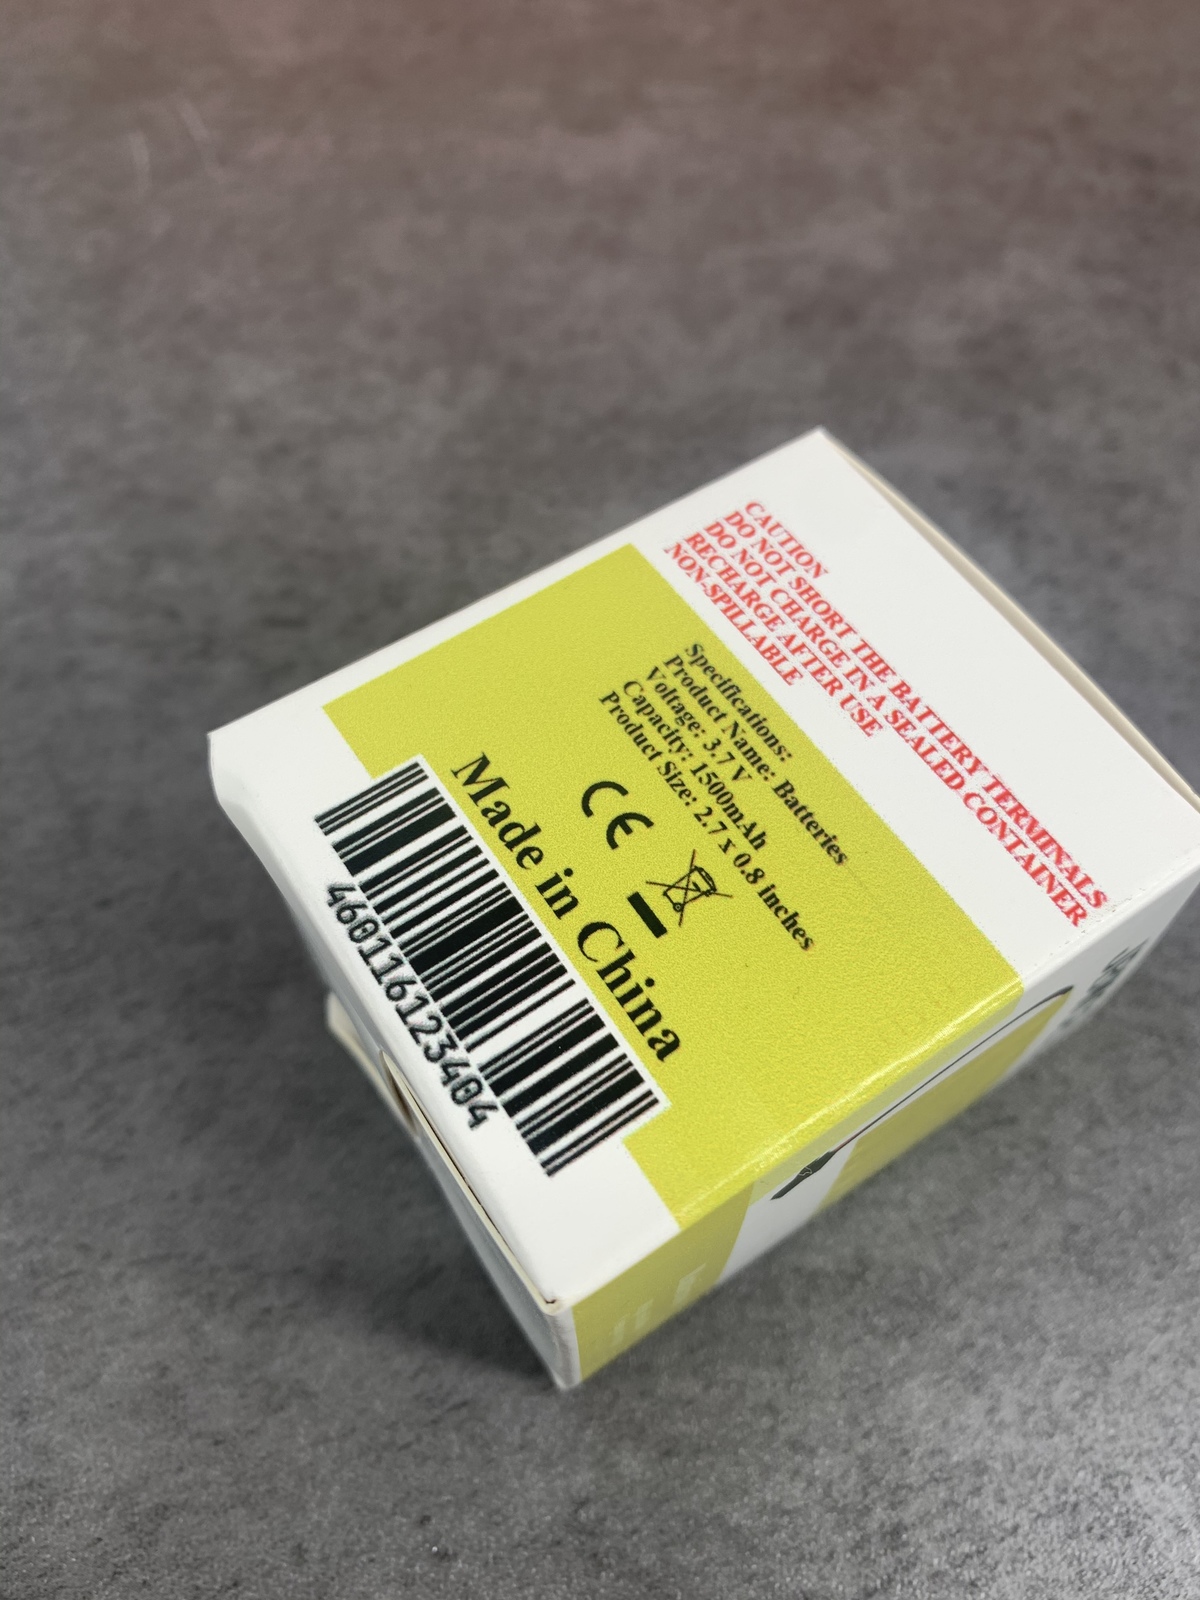 CAUTION
DO NOT SHORT THE BATTERY TERMINALS
DO NOT CHARGE IN A SEALED CONTAINER
RECHARGE AFTER USE
NON-SPILLABLE
Specifications:
Product Name: Batteries
Voltage: 3.7 V
Capacity: 1500mAh
Product Size: 2.7 x 0.8 inches
CE
Made in China
4601161123404